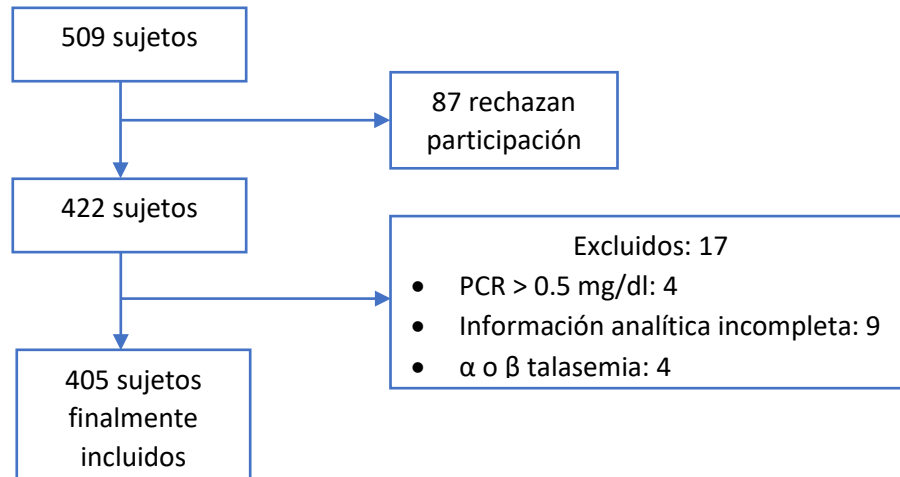 509 sujetos
87 rechazan
participación
422 sujetos
Excluidos: 17
• PCR > 0.5 mg/dl: 4
• Información analítica incompleta: 9
• α o β talasemia: 4
405 sujetos
finalmente
incluidos